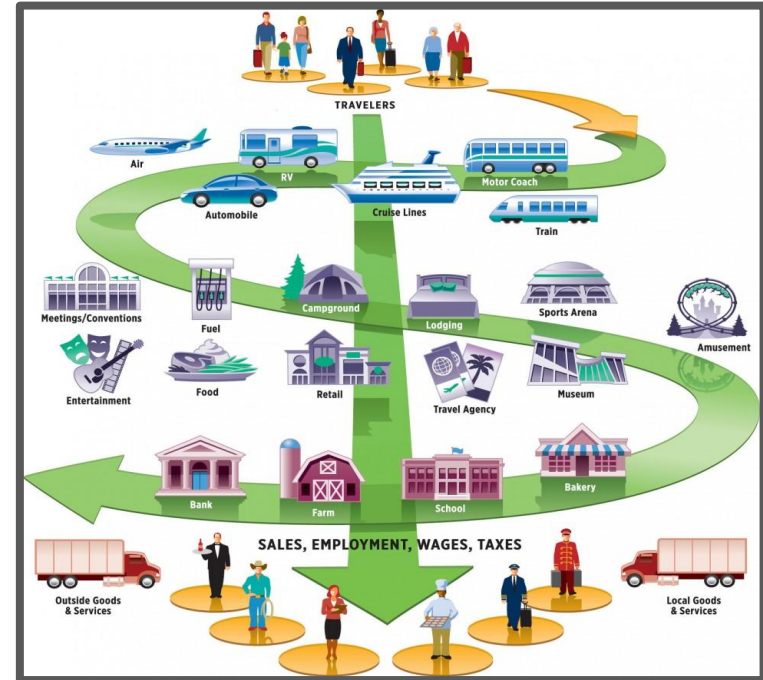 TRAVELERS
Air
RV
Motor Coach
Automobile
Cruise Lines
Train
Meetings/Conventions
Fuel
Campground
Lodging
Sports Arena
Amusement
Entertainment
Food
Retail
Travel Agency
Museum
Bank
Farm
School
Bakery
SALES, EMPLOYMENT, WAGES, TAXES
Outside Goods
& Services
Local Goods
& Services